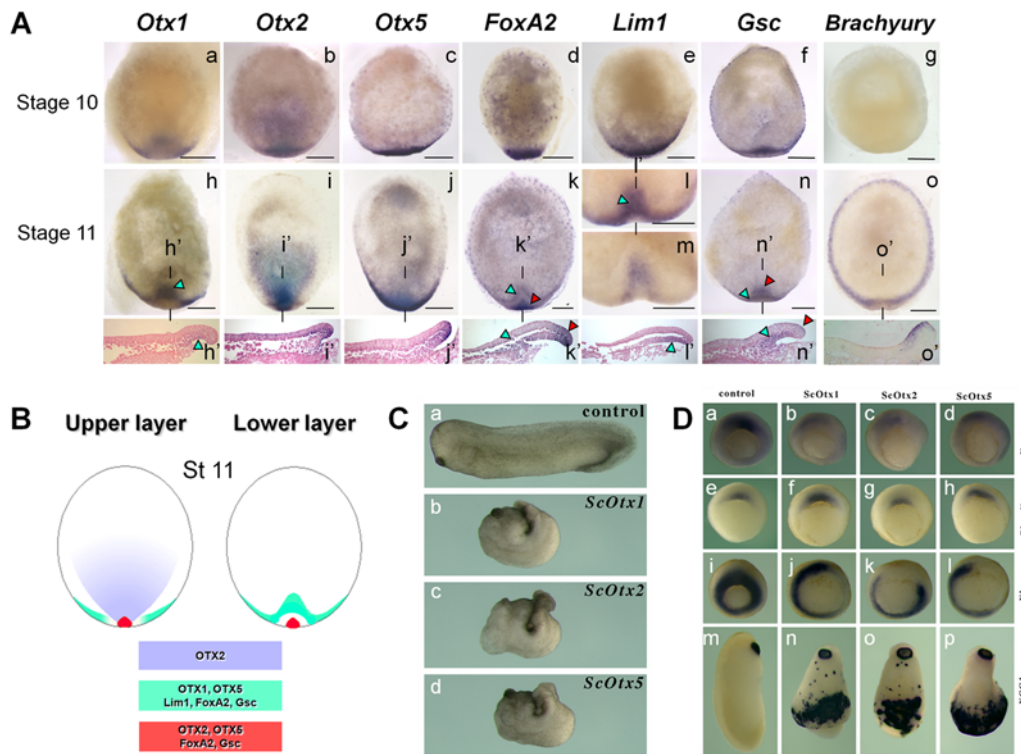 A
Otx1 Otx2 Otx5 FoxA2 Lim1 Gsc Brachyury
Stage 10
a b c d e f g
Stage 11
h i j k l n o
m
h' i' j' k' l' n' o'
h' i' j' k' l' n' o'
B
Upper layer Lower layer
St 11
OTX2
OTX1, OTX5
Lim1, FoxA2, Gsc
OTX2, OTX5
FoxA2, Gsc
C
a control
b ScOtx1
c ScOtx2
d ScOtx5
D
control ScOtx1 ScOtx2 ScOtx5
a b c d
e f g h
i j k l
m n o p